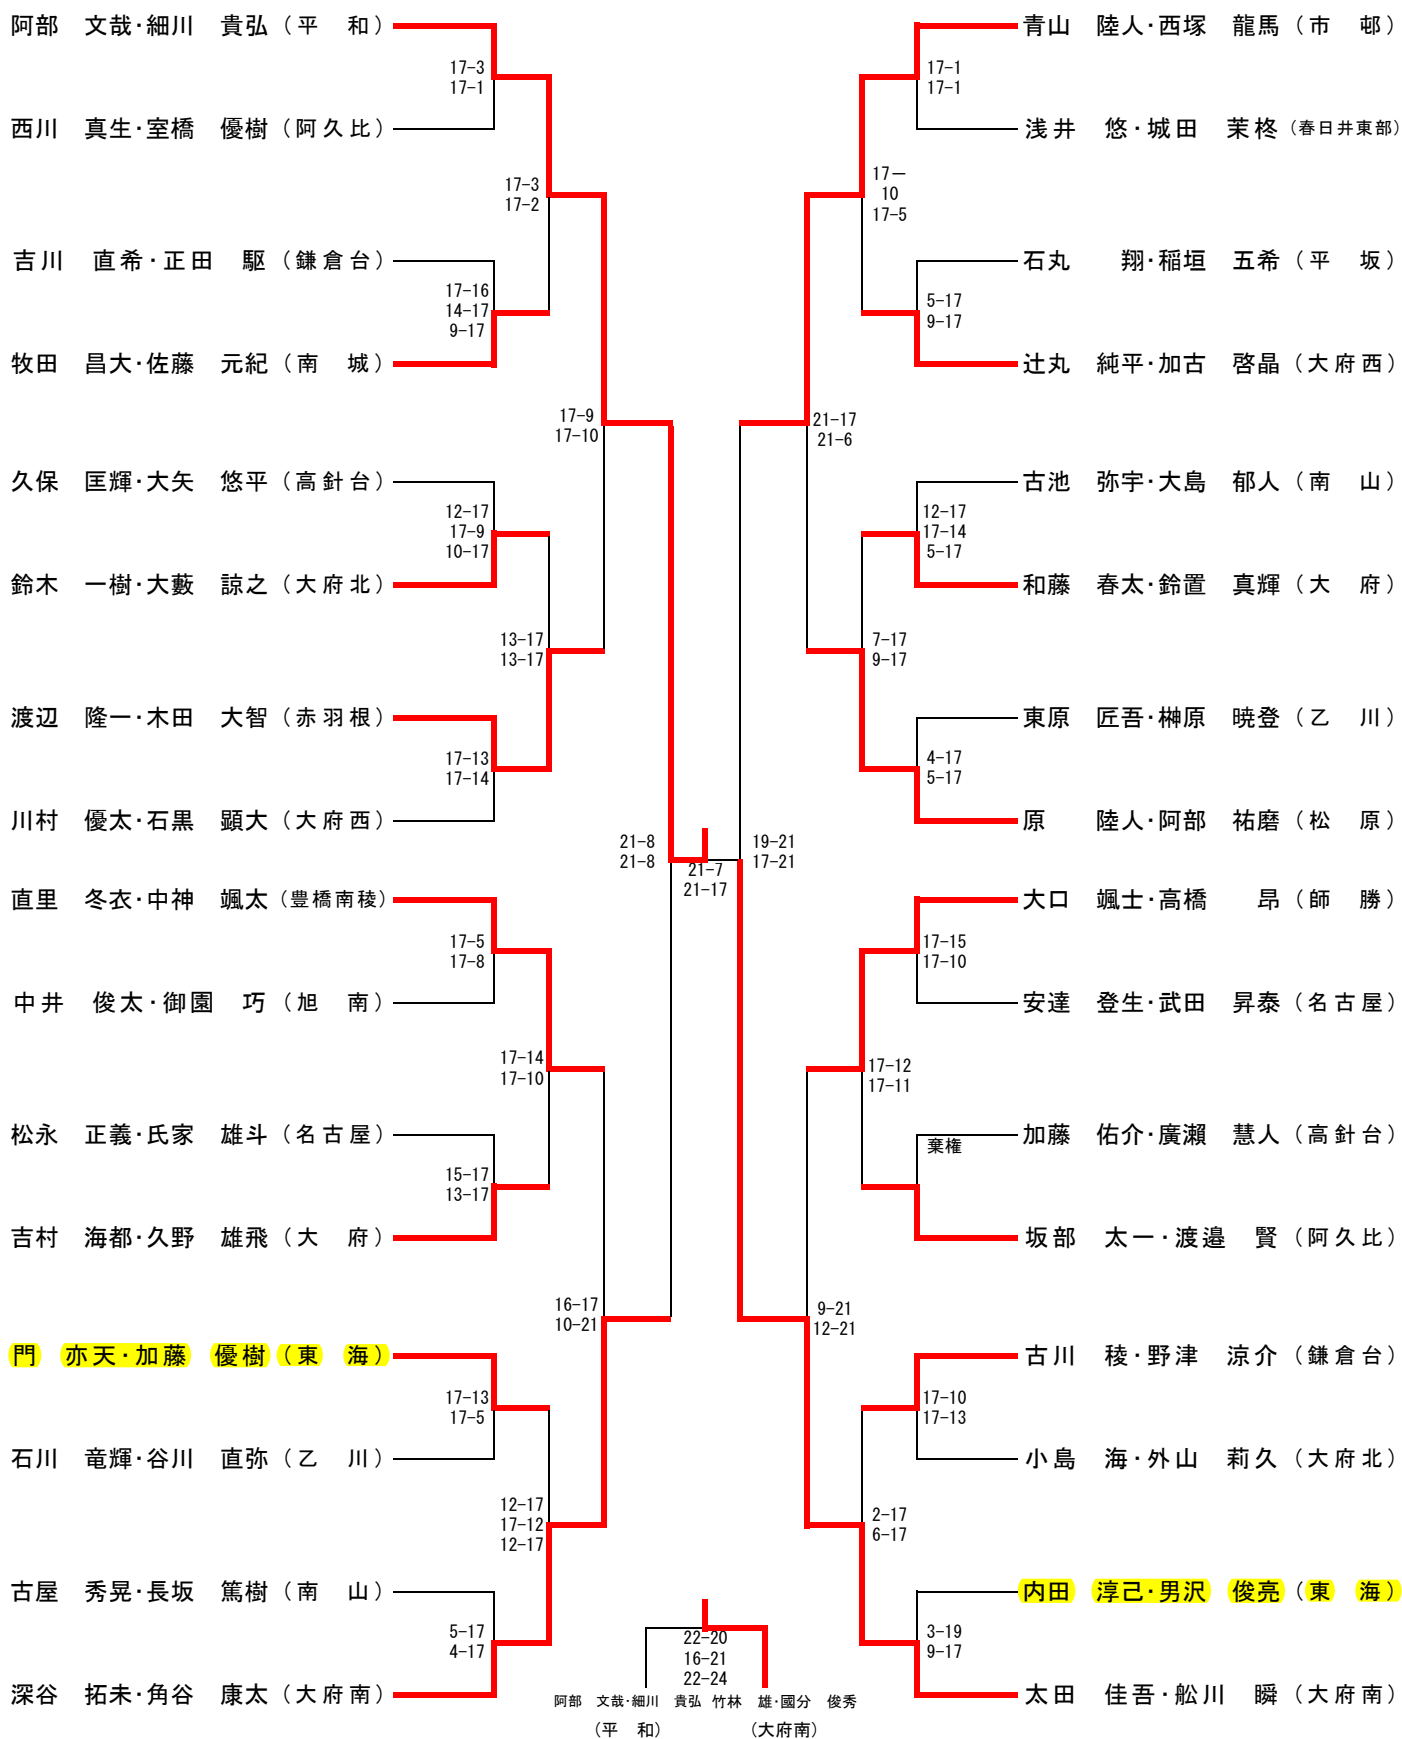 阿部　文哉・細川　貴弘（平　和）
17-3
17-1
西川　真生・室橋　優樹（阿久比）
17-3
17-2
吉川　直希・正田　駆（鎌倉台）
17-16
14-17
9-17
牧田　昌大・佐藤　元紀（南　城）
17-9
17-10
久保　匡輝・大矢　悠平（高針台）
12-17
17-9
10-17
鈴木　一樹・大藪　諒之（大府北）
13-17
13-17
渡辺　隆一・木田　大智（赤羽根）
17-13
17-14
川村　優太・石黒　顕大（大府西）
21-8
21-8
直里　冬衣・中神　颯太（豊橋南稜）
17-5
17-8
中井　俊太・御園　巧（旭　南）
17-14
17-10
松永　正義・氏家　雄斗（名古屋）
15-17
13-17
吉村　海都・久野　雄飛（大　府）
16-17
10-21
門　亦天・加藤　優樹（東　海）
17-13
17-5
石川　竜輝・谷川　直弥（乙　川）
12-17
17-12
12-17
古屋　秀晃・長坂　篤樹（南　山）
5-17
4-17
深谷　拓未・角谷　康太（大府南）
21-7
21-17
青山　陸人・西塚　龍馬（市　邨）
17-1
17-1
浅井　悠・城田　茉柊（春日井東部）
17－
10
17-5
石丸　翔・稲垣　五希（平　坂）
5-17
9-17
辻丸　純平・加古　啓晶（大府西）
21-17
21-6
古池　弥宇・大島　郁人（南　山）
12-17
17-14
5-17
和藤　春太・鈴置　真輝（大　府）
7-17
9-17
東原　匠吾・榊原　暁登（乙　川）
4-17
5-17
原　陸人・阿部　祐磨（松　原）
19-21
17-21
大口　颯士・高橋　昂（師　勝）
17-15
17-10
安達　登生・武田　昇泰（名古屋）
17-12
17-11
加藤　佑介・廣瀬　慧人（高針台）
棄権
坂部　太一・渡邉　賢（阿久比）
9-21
12-21
古川　稜・野津　涼介（鎌倉台）
17-10
17-13
小島　海・外山　莉久（大府北）
2-17
6-17
内田　淳己・男沢　俊亮（東　海）
3-19
9-17
太田　佳吾・舩川　瞬（大府南）
22-20
16-21
22-24
阿部　文哉・細川　貴弘　竹林　雄・國分　俊秀
（平　和）　（大府南）